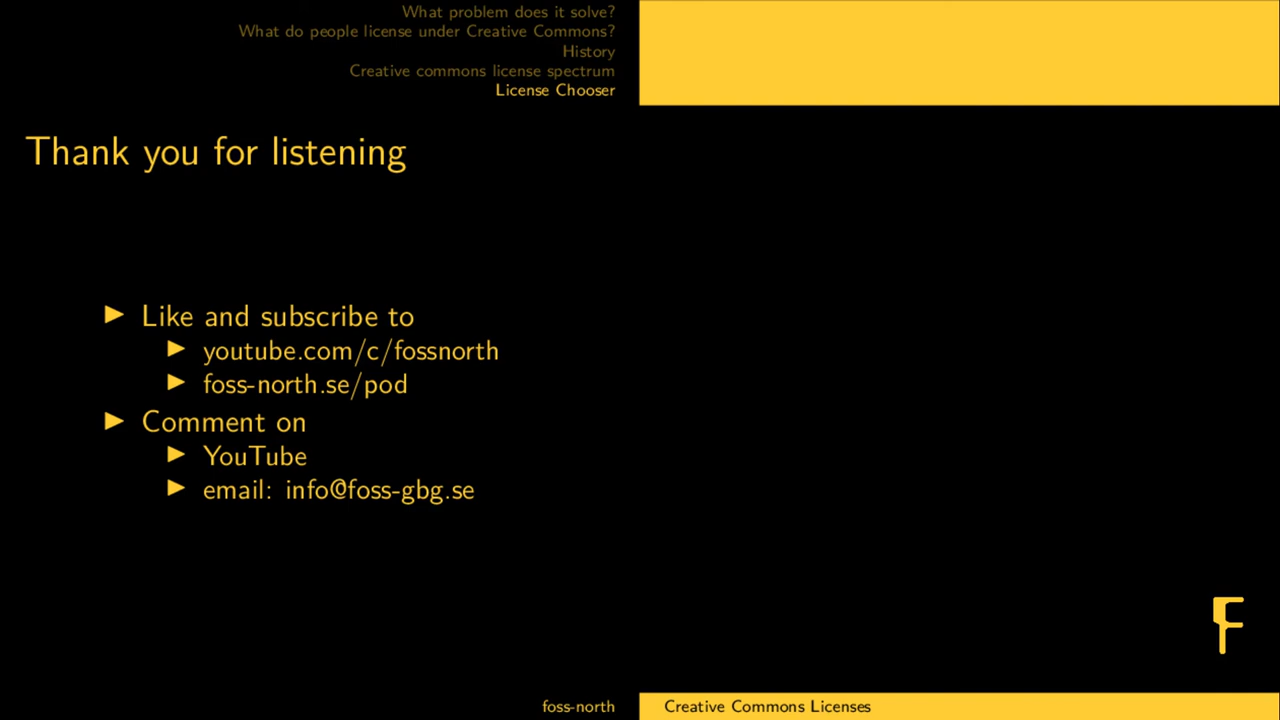 What problem does it solve?
What do people license under Creative Commons?
History
Creative commons license spectrum
License Chooser
Thank you for listening
Like and subscribe to
youtube.com/c/fossnorth
foss-north.se/pod
Comment on
YouTube
email: info@foss-gbg.se
F
foss-north
Creative Commons Licenses